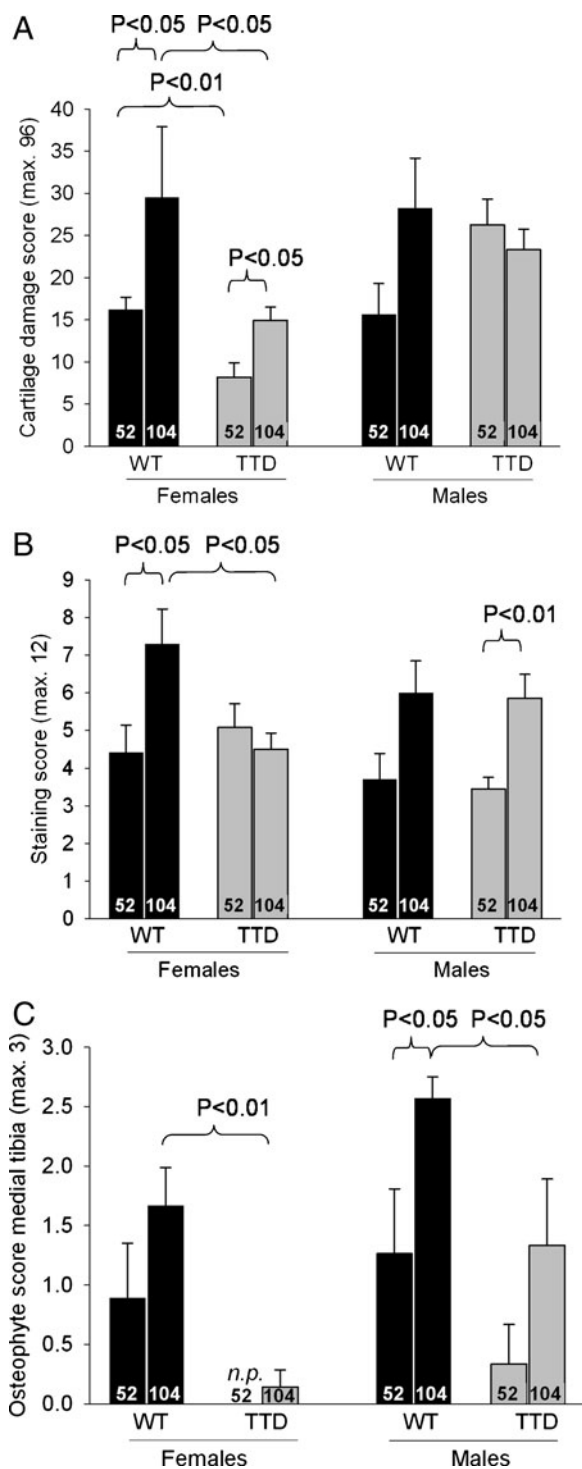 A
P<0.05
P<0.05
P<0.01
40
35
30
25
20
15
10
5
0
Cartilage damage score (max. 96)
P<0.05
52 104 52 104 52 104 52 104
WT TTD WT TTD
Females Males
B
P<0.05 P<0.05
P<0.01
9
8
7
6
5
4
3
2
1
0
Staining score (max. 12)
52 104 52 104 52 104 52 104
WT TTD WT TTD
Females Males
C
P<0.05 P<0.05
P<0.01
3.0
2.5
2.0
1.5
1.0
0.5
0.0
Osteophyte score medial tibia (max. 3)
n.p.
52 104 52 104 52 104 52 104
WT TTD WT TTD
Females Males